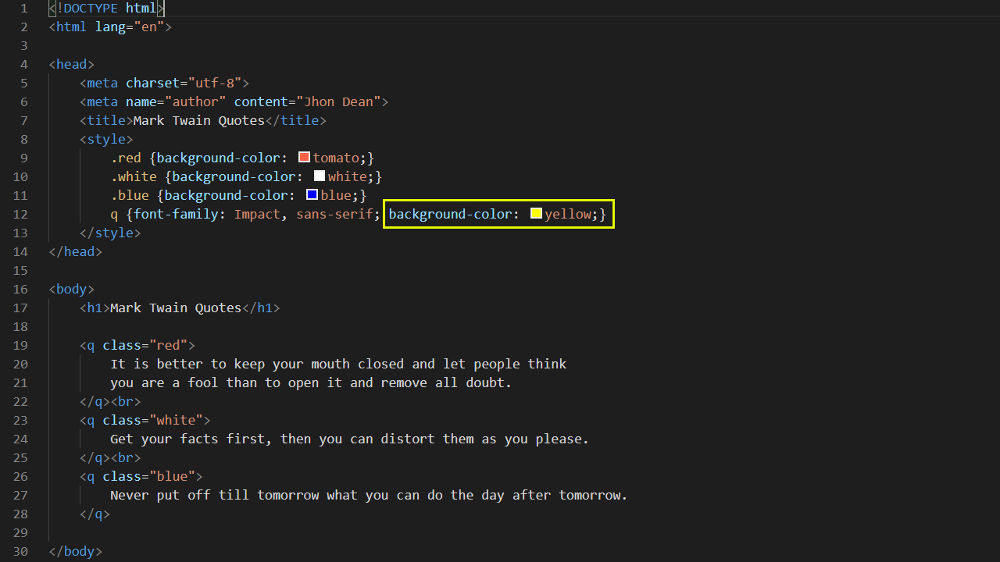 1 <!DOCTYPE html>
2 <html lang="en">
3
4 <head>
5     <meta charset="utf-8">
6     <meta name="author" content="Jhon Dean">
7     <title>Mark Twain Quotes</title>
8     <style>
9         .red {background-color: tomato;}
10         .white {background-color: white;}
11         .blue {background-color: blue;}
12         q {font-family: Impact, sans-serif; background-color: yellow;}
13     </style>
14 </head>
15
16 <body>
17     <h1>Mark Twain Quotes</h1>
18
19     <q class="red">
20         It is better to keep your mouth closed and let people think
21         you are a fool than to open it and remove all doubt.
22     </q><br>
23     <q class="white">
24         Get your facts first, then you can distort them as you please.
25     </q><br>
26     <q class="blue">
27         Never put off till tomorrow what you can do the day after tomorrow.
28     </q>
29
30 </body>